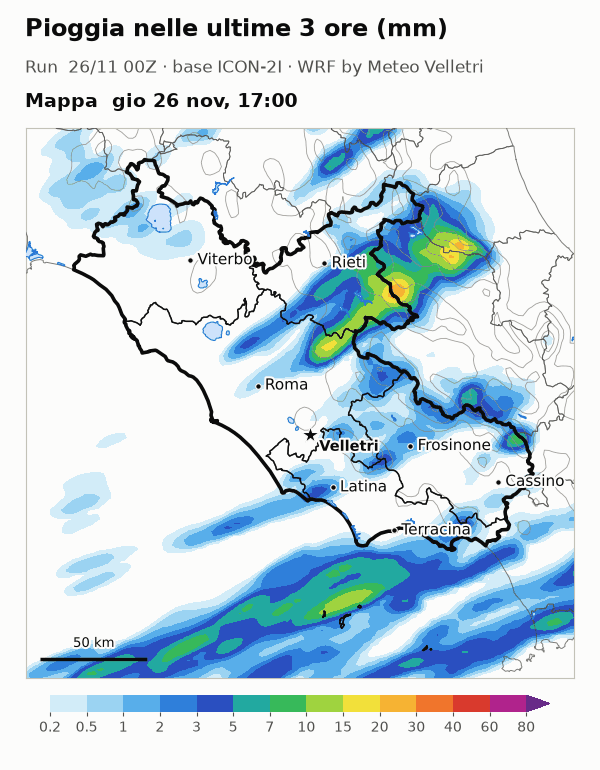 Pioggia nelle ultime 3 ore (mm)
Run  26/11 00Z · base ICON-2I · WRF by Meteo Velletri
Mappa  gio 26 nov, 17:00
Viterbo
Rieti
Roma
Velletri
Frosinone
Cassino
Latina
Terracina
50 km
0.2 0.5 1 2 3 5 7 10 15 20 30 40 60 80